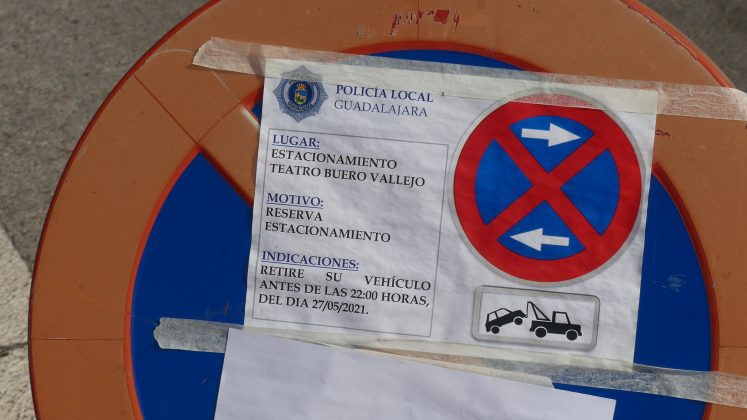 POLICÍA LOCAL
GUADALAJARA
LUGAR:
ESTACIONAMIENTO
TEATRO BUERO VALLEJO
MOTIVO:
RESERVA
ESTACIONAMIENTO
INDICACIONES:
RETIRE SU VEHÍCULO
ANTES DE LAS 22:00 HORAS,
DEL DIA 27/05/2021.